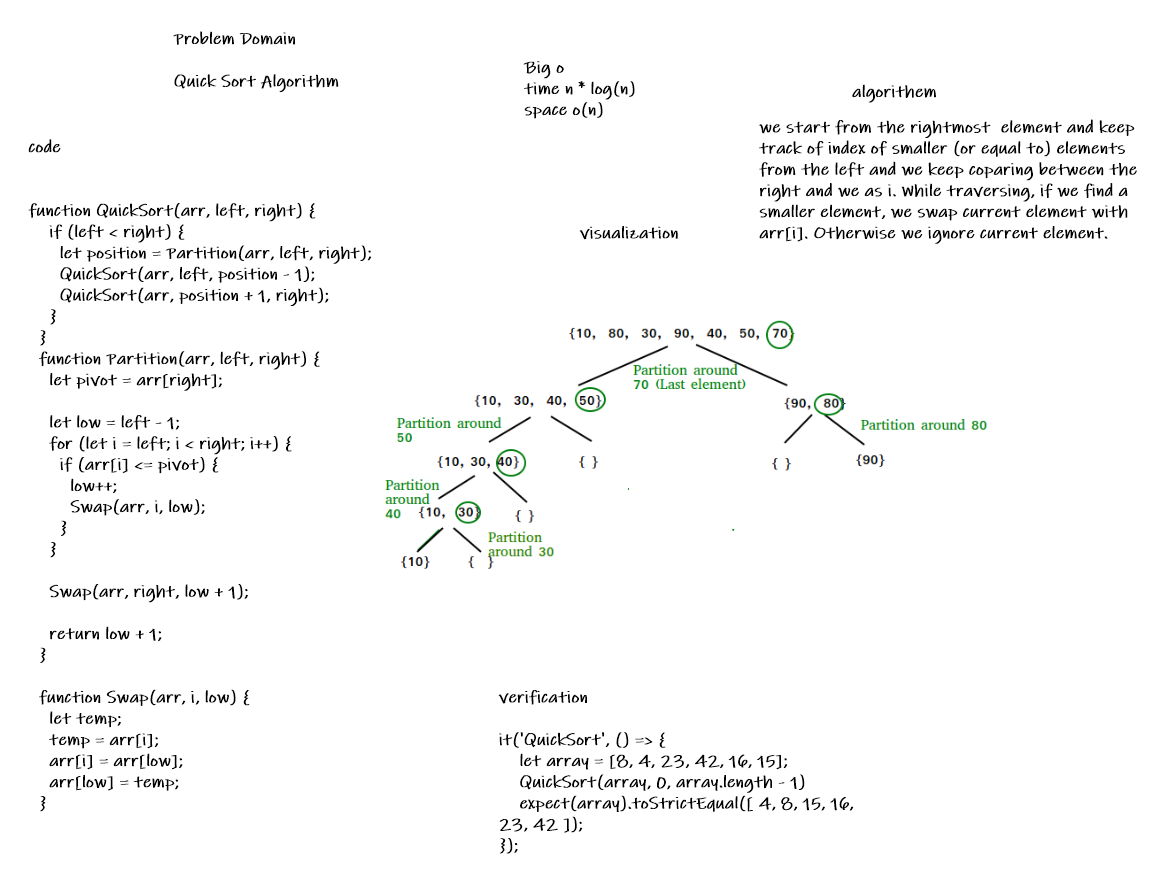 Problem Domain
Quick Sort Algorithm
Big o
time n * log(n)
space o(n)
algorithem
we start from the rightmost element and keep
track of index of smaller (or equal to) elements
from the left and we keep coparing between the
right and we as i. While traversing, if we find a
smaller element, we swap current element with
arr[i]. Otherwise we ignore current element.
code
function QuickSort(arr, left, right) {
if (left < right) {
let position = Partition(arr, left, right);
QuickSort(arr, left, position - 1);
QuickSort(arr, position + 1, right);
}
}
function Partition(arr, left, right) {
let pivot = arr[right];
let low = left - 1;
for (let i = left; i < right; i++) {
if (arr[i] <= pivot) {
low++;
Swap(arr, i, low);
}
}
Swap(arr, right, low + 1);
return low + 1;
}
function Swap(arr, i, low) {
let temp;
temp = arr[i];
arr[i] = arr[low];
arr[low] = temp;
}
visualization
{10, 80, 30, 90, 40, 50, 70}
Partition around
70 (Last element)
{10, 30, 40, 50}
{90, 80}
Partition around
50
Partition around 80
{10, 30, 40}
{ }
{ }
{90}
Partition
around
40
{10, 30}
{ }
Partition
around 30
{10}
{ }
verification
it('QuickSort', () => {
let array = [8, 4, 23, 42, 16, 15];
QuickSort(array, 0, array.length - 1)
expect(array).toStrictEqual([ 4, 8, 15, 16,
23, 42 ]);
});